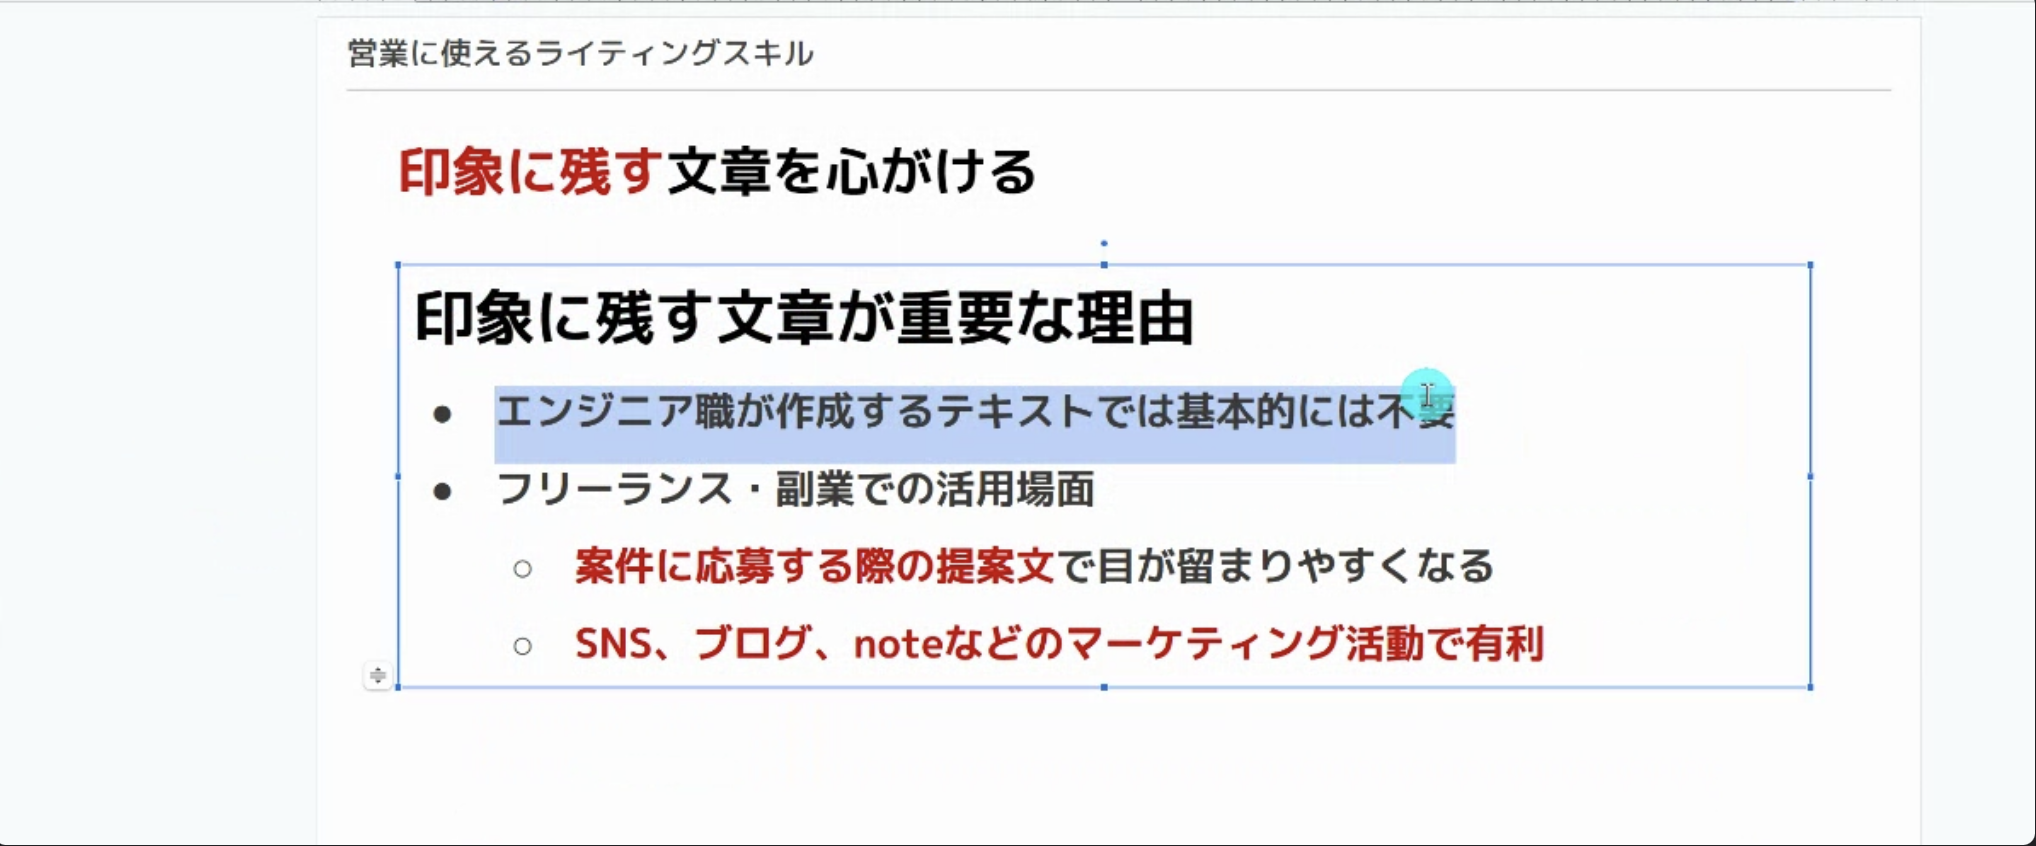 営業に使えるライティングスキル
印象に残す文章を心がける
印象に残す文章が重要な理由
● エンジニア職が作成するテキストでは基本的には不要
● フリーランス・副業での活用場面
○ 案件に応募する際の提案文で目が留まりやすくなる
○ SNS、ブログ、noteなどのマーケティング活動で有利